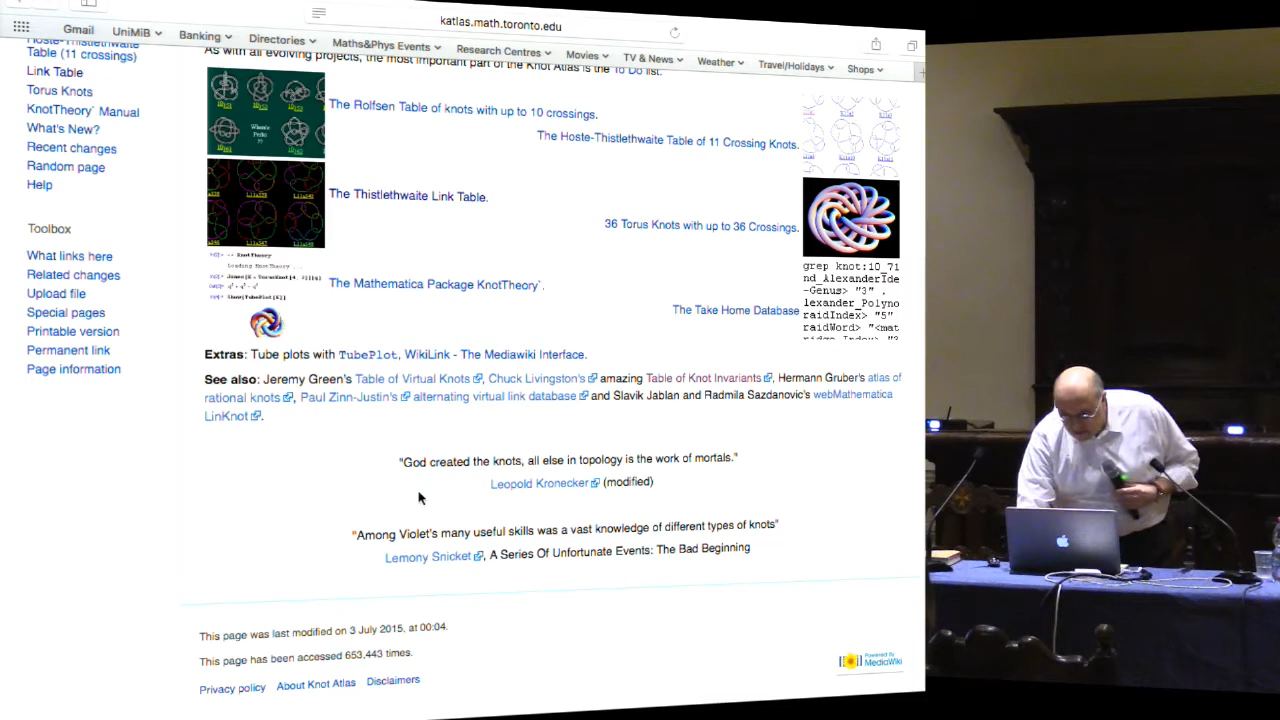 katlas.math.toronto.edu
Gmail UniMiB Banking Directories Maths&Phys Events Research Centres Movies TV & News Weather Travel/Holidays Shops
Hoste-Thistlethwaite
Table (11 crossings)
Link Table
Torus Knots
KnotTheory` Manual
What's New?
Recent changes
Random page
Help
Toolbox
What links here
Related changes
Upload file
Special pages
Printable version
Permanent link
Page information
As with all evolving projects, the most important part of the Knot Atlas is the To Do list.
The Rolfsen Table of knots with up to 10 crossings.
The Hoste-Thistlethwaite Table of 11 Crossing Knots.
The Thistlethwaite Link Table.
36 Torus Knots with up to 36 Crossings.
The Mathematica Package KnotTheory`.
grep knot:10_71
nd_AlexanderIde
-Genus> "3" .
lexander_Polyno
raidIndex> "5"
raidWord> "<mat
The Take Home Database
Extras: Tube plots with TubePlot, WikiLink - The Mediawiki Interface.
See also: Jeremy Green's Table of Virtual Knots, Chuck Livingston's amazing Table of Knot Invariants, Hermann Gruber's atlas of
rational knots, Paul Zinn-Justin's alternating virtual link database and Slavik Jablan and Radmila Sazdanovic's webMathematica
LinKnot.
"God created the knots, all else in topology is the work of mortals."
Leopold Kronecker (modified)
"Among Violet's many useful skills was a vast knowledge of different types of knots"
Lemony Snicket, A Series Of Unfortunate Events: The Bad Beginning
This page was last modified on 3 July 2015, at 00:04.
This page has been accessed 653,443 times.
Privacy policy About Knot Atlas Disclaimers
Powered by
MediaWiki